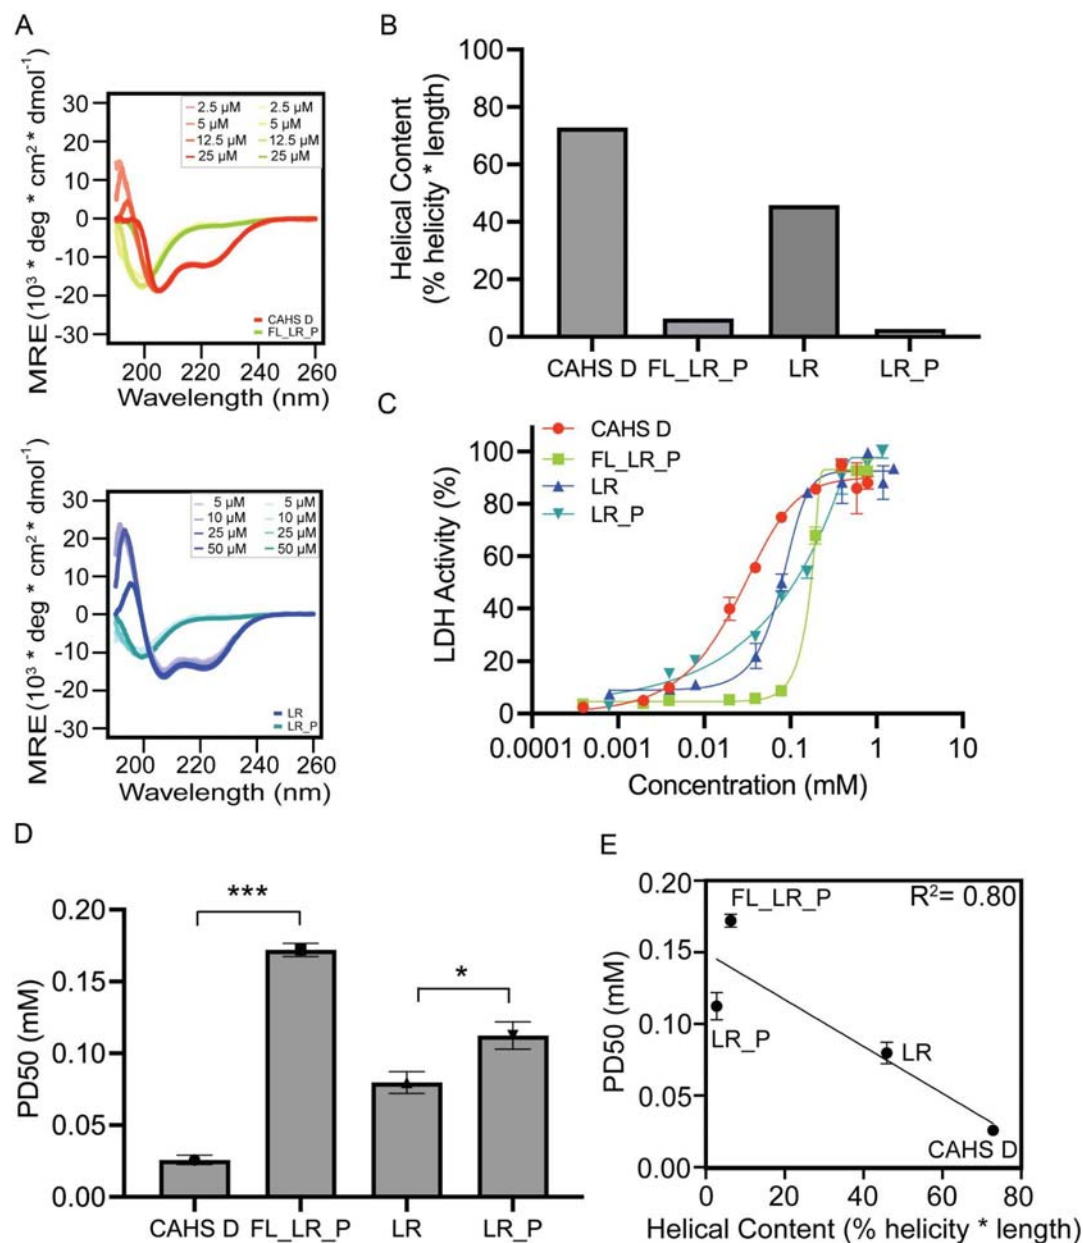 A
MRE (10³ * deg * cm² * dmol⁻¹)
30
20
10
0
-10
-20
-30
2.5 µM 2.5 µM
5 µM 5 µM
12.5 µM 12.5 µM
25 µM 25 µM
CAHS D
FL_LR_P
200 220 240 260
Wavelength (nm)
MRE (10³ * deg * cm² * dmol⁻¹)
30
20
10
0
-10
-20
-30
5 µM 5 µM
10 µM 10 µM
25 µM 25 µM
50 µM 50 µM
LR
LR_P
200 220 240 260
Wavelength (nm)
B
Helical Content
(% helicity * length)
100
80
60
40
20
0
CAHS D FL_LR_P LR LR_P
C
CAHS D
FL_LR_P
LR
LR_P
LDH Activity (%)
100
80
60
40
20
0
0.0001 0.001 0.01 0.1 1 10
Concentration (mM)
D
PD50 (mM)
0.20
0.15
0.10
0.05
0.00
***
*
CAHS D FL_LR_P LR LR_P
E
PD50 (mM)
0.20
0.15
0.10
0.05
0.00
R²= 0.80
FL_LR_P
LR_P
LR
CAHS D
0 20 40 60 80
Helical Content (% helicity * length)